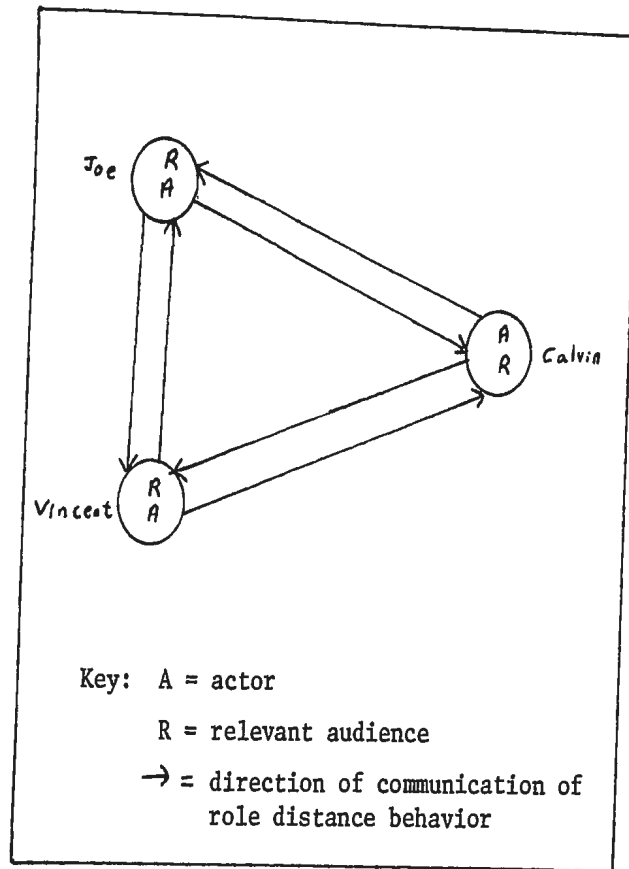 Joe
R
A
A
R
Calvin
R
A
Vincent
Key: A = actor
R = relevant audience
→ = direction of communication of
role distance behavior